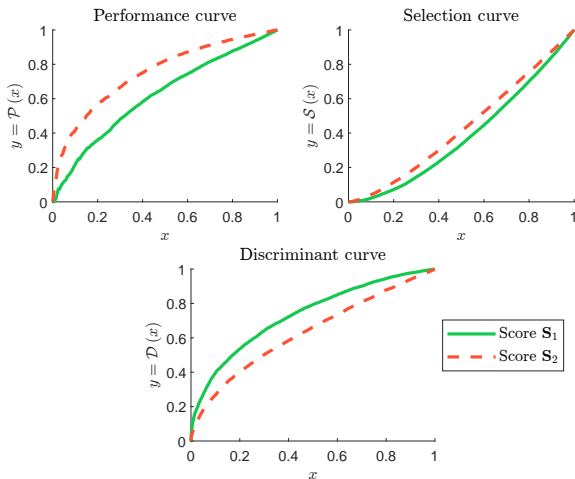 Performance curve
1
0.8
0.6
0.4
0.2
0
0 0.2 0.4 0.6 0.8 1
x
y = P (x)
Selection curve
1
0.8
0.6
0.4
0.2
0
0 0.2 0.4 0.6 0.8 1
x
y = S (x)
Discriminant curve
1
0.8
0.6
0.4
0.2
0
0 0.2 0.4 0.6 0.8 1
x
y = D (x)
Score S₁
Score S₂